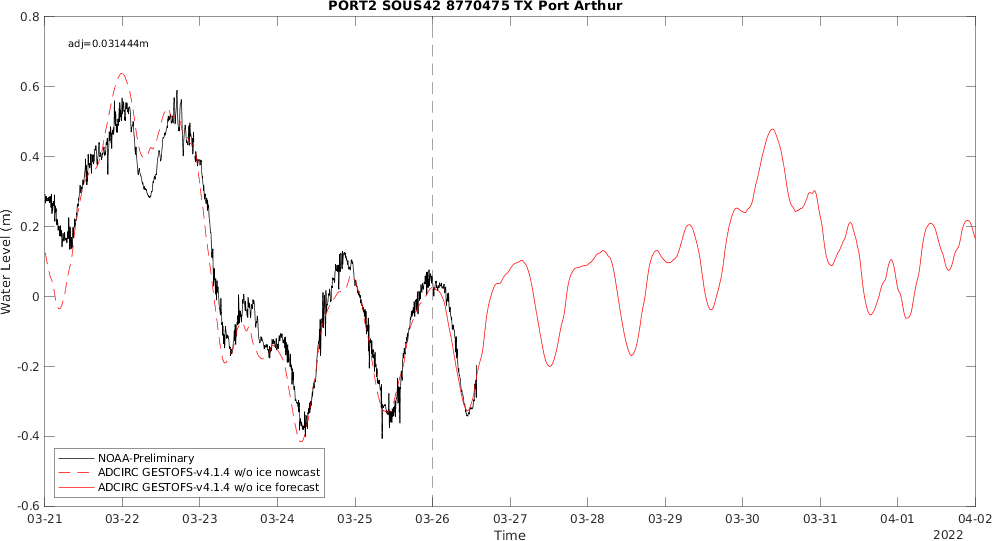 PORT2 SOUS42 8770475 TX Port Arthur
adj=0.031444m
0.8
0.6
0.4
0.2
0
-0.2
-0.4
-0.6
Water Level (m)
NOAA-Preliminary
ADCIRC GESTOFS-v4.1.4 w/o ice nowcast
ADCIRC GESTOFS-v4.1.4 w/o ice forecast
03-21 03-22 03-23 03-24 03-25 03-26 03-27 03-28 03-29 03-30 03-31 04-01 04-02
Time
2022